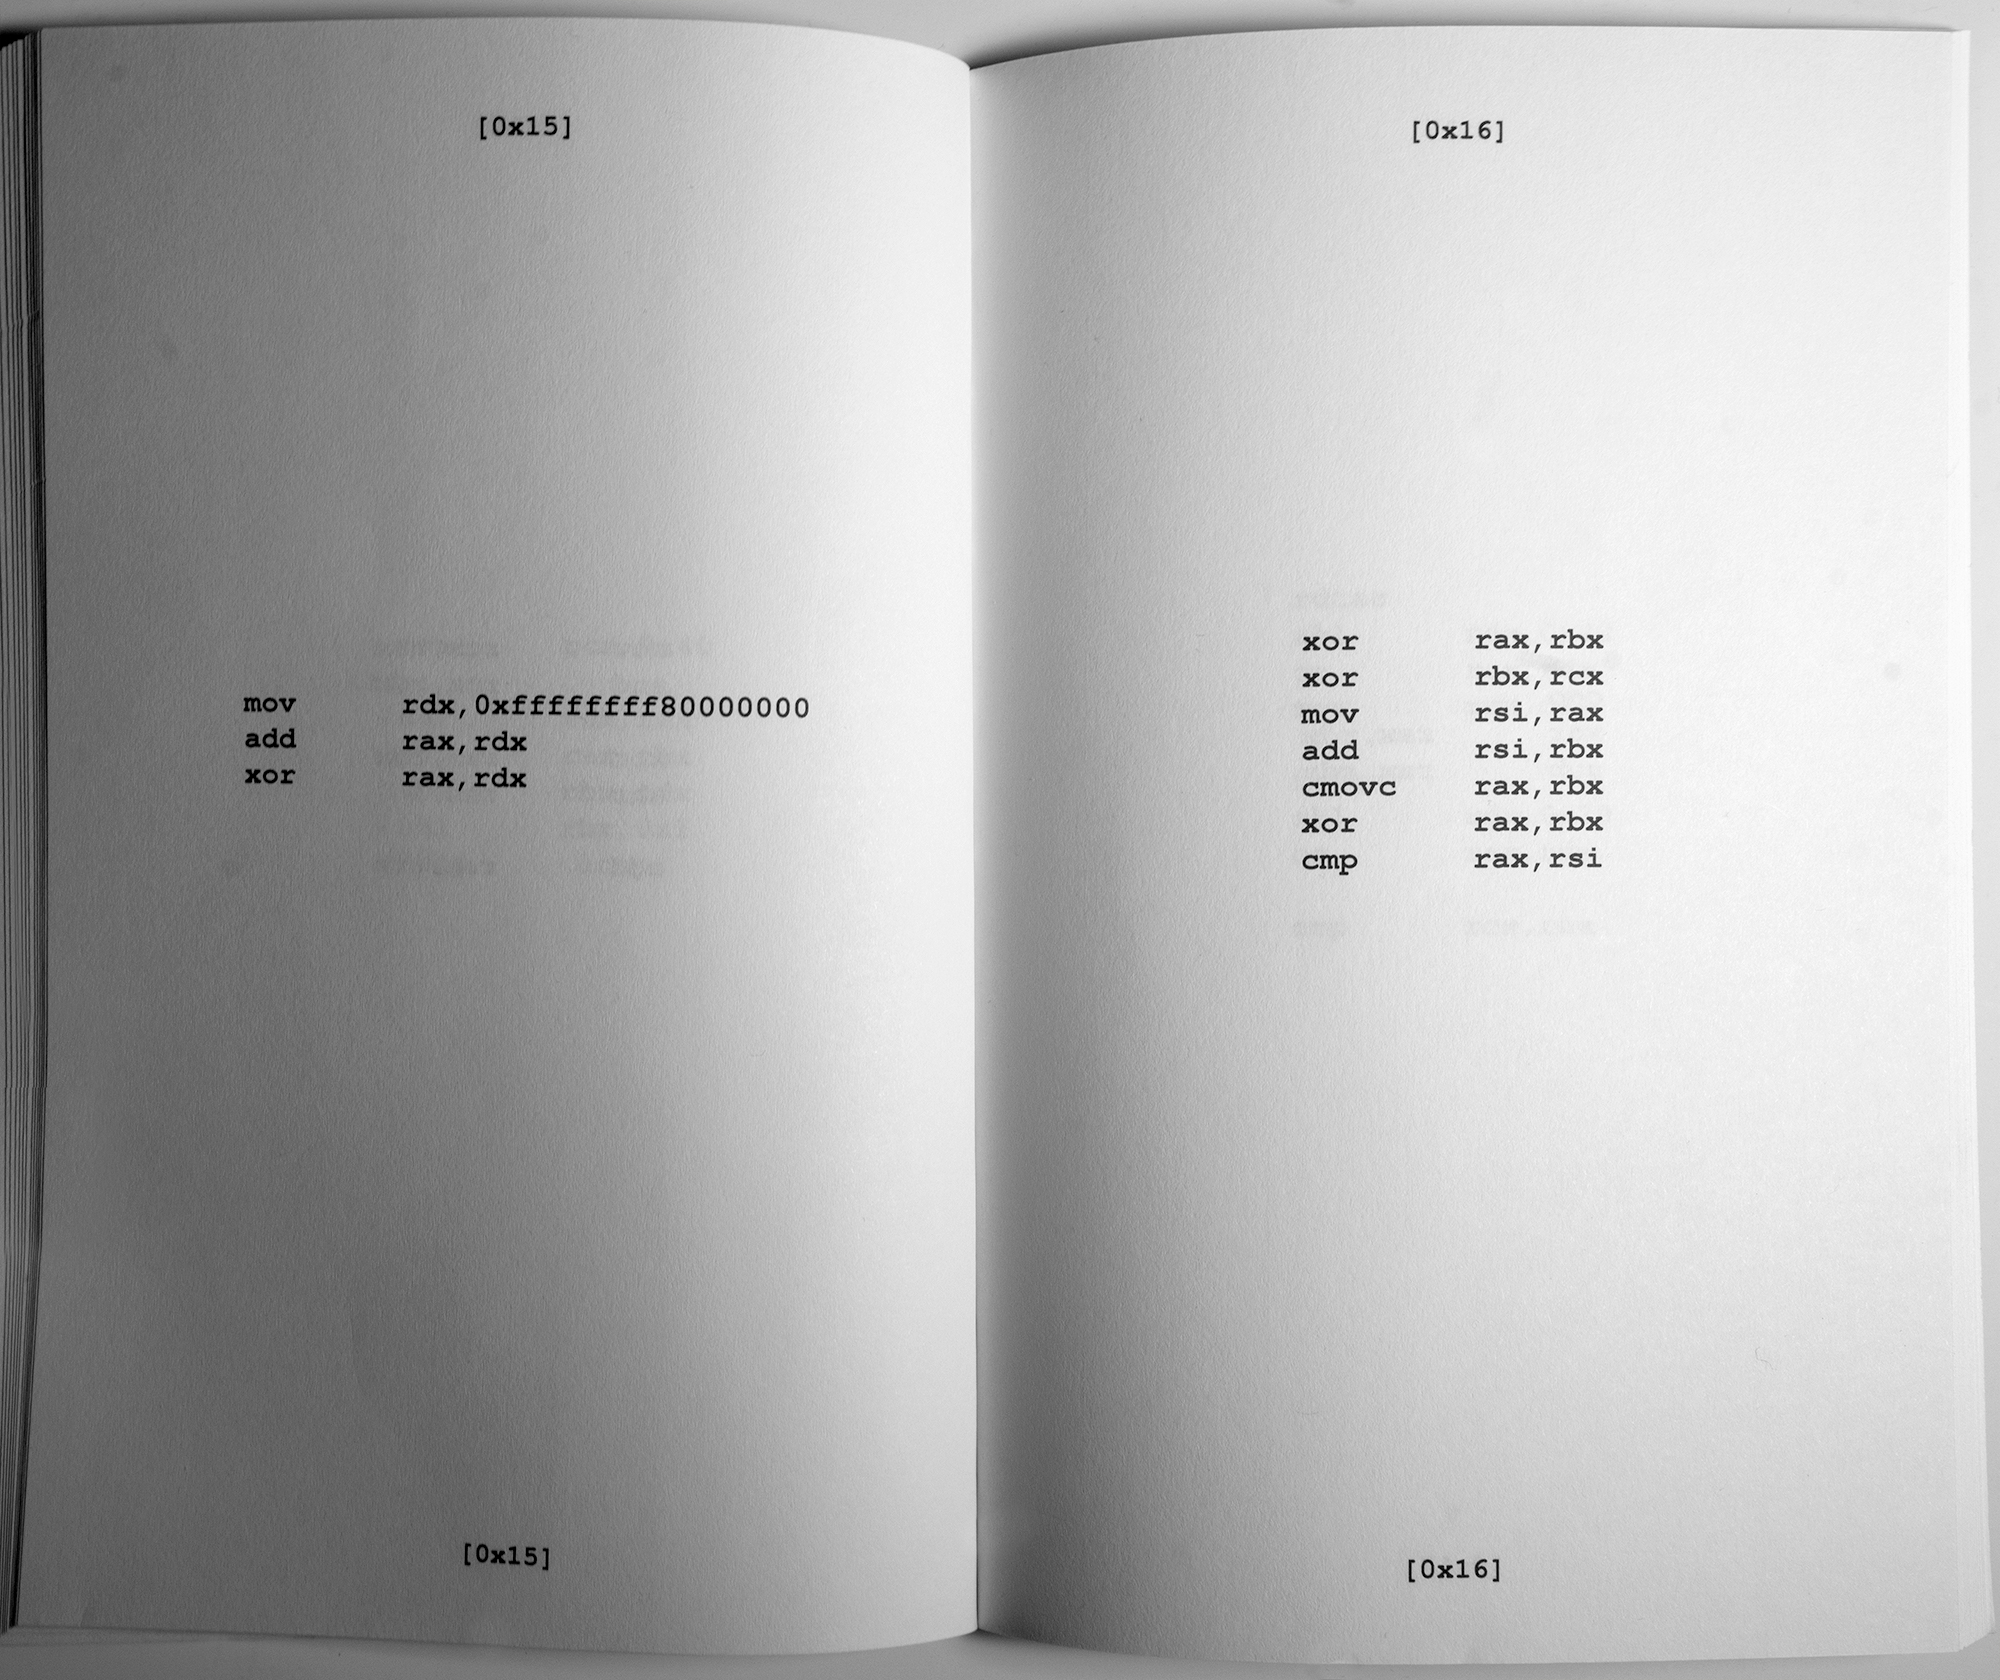 [0x15]
mov rdx,0xffffffff80000000
add rax,rdx
xor rax,rdx
[0x15]
[0x16]
xor rax,rbx
xor rbx,rcx
mov rsi,rax
add rsi,rbx
cmovc rax,rbx
xor rax,rbx
cmp rax,rsi
[0x16]